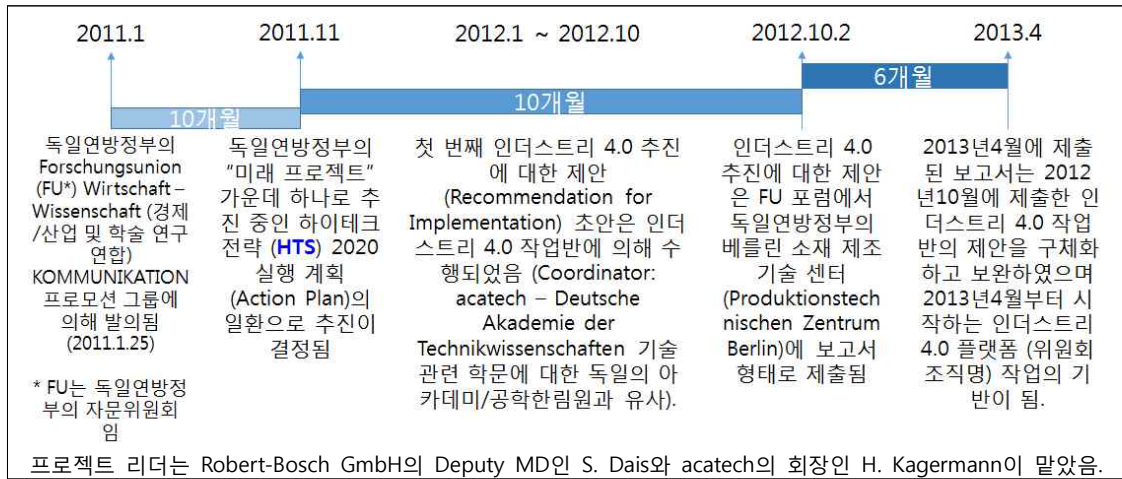 2011.1
2011.11
2012.1 ~ 2012.10
2012.10.2
2013.4
10개월
10개월
6개월
독일연방정부의
Forschungsunion
(FU*) Wirtschaft –
Wissenschaft (경제
/산업 및 학술 연구
연합)
KOMMUNIKATION
프로모션 그룹에
의해 발의됨
(2011.1.25)
* FU는 독일연방정
부의 자문위원회
임
독일연방정부의
“미래 프로젝트”
가운데 하나로 추
진 중인 하이테크
전략 (HTS) 2020
실행 계획
(Action Plan)의
일환으로 추진이
결정됨
첫 번째 인더스트리 4.0 추진
에 대한 제안
(Recommendation for
Implementation) 초안은 인더
스트리 4.0 작업반에 의해 수
행되었음 (Coordinator:
acatech – Deutsche
Akademie der
Technikwissenschaften 기술
관련 학문에 대한 독일의 아
카데미/공학한림원과 유사).
인더스트리 4.0
추진에 대한 제안
은 FU 포럼에서
독일연방정부의
베를린 소재 제조
기술 센터
(Produktionstech
nischen Zentrum
Berlin)에 보고서
형태로 제출됨
2013년4월에 제출
된 보고서는 2012
년10월에 제출한 인
더스트리 4.0 작업
반의 제안을 구체화
하고 보완하였으며
2013년4월부터 시
작하는 인더스트리
4.0 플랫폼 (위원회
조직명) 작업의 기
반이 됨.
프로젝트 리더는 Robert-Bosch GmbH의 Deputy MD인 S. Dais와 acatech의 회장인 H. Kagermann이 맡았음.